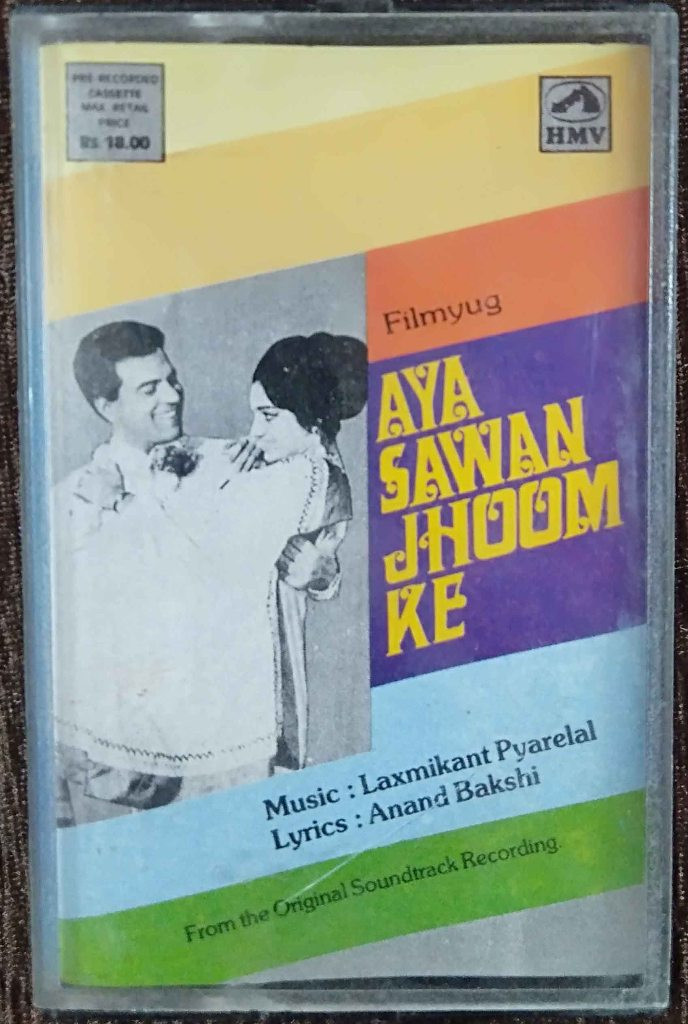 PRE-RECORDED
CASSETTE
MAX. RETAIL
PRICE
Rs. 18.00
HMV
Filmyug
AYA
SAWAN
JHOOM
KE
Music : Laxmikant Pyarelal
Lyrics : Anand Bakshi
From the Original Soundtrack Recording.